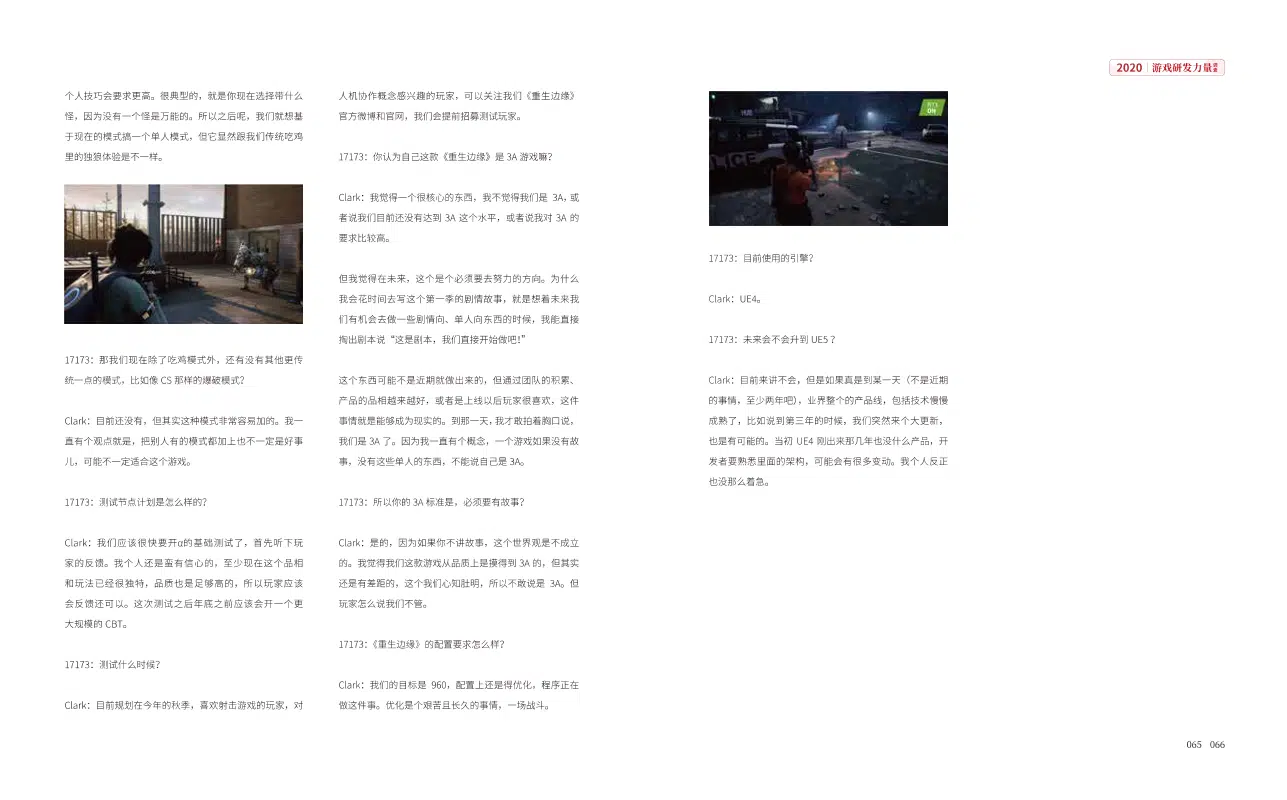 2020 游戏研发力量
个人技巧会要求更高。很典型的，就是你现在选择带什么
怪，因为没有一个怪是万能的。所以之后呢，我们就想基
于现在的模式搞一个单人模式，但它显然跟我们传统吃鸡
里的独狼体验是不一样。
17173：那我们现在除了吃鸡模式外，还有没有其他更传
统一点的模式，比如像 CS 那样的爆破模式？
Clark：目前还没有，但其实这种模式非常容易加的。我一
直有个观点就是，把别人有的模式都加上也不一定是好事
儿，可能不一定适合这个游戏。
17173：测试节点计划是怎么样的？
Clark：我们应该很快要开α的基础测试了，首先听下玩
家的反馈。我个人还是蛮有信心的，至少现在这个品相
和玩法已经很独特，品质也是足够高的，所以玩家应该
会反馈还可以。这次测试之后年底之前应该会开一个更
大规模的 CBT。
17173：测试什么时候？
Clark：目前规划在今年的秋季，喜欢射击游戏的玩家，对
人机协作概念感兴趣的玩家，可以关注我们《重生边缘》
官方微博和官网，我们会提前招募测试玩家。
17173：你认为自己这款《重生边缘》是 3A 游戏嘛？
Clark：我觉得一个很核心的东西，我不觉得我们是 3A，或
者说我们目前还没有达到 3A 这个水平，或者说我对 3A 的
要求比较高。
但我觉得在未来，这个是个必须要去努力的方向。为什么
我会花时间去写这个第一季的剧情故事，就是想着未来我
们有机会去做一些剧情向、单人向东西的时候，我能直接
掏出剧本说“这是剧本，我们直接开始做吧！”
这个东西可能不是近期就做出来的，但通过团队的积累、
产品的品相越来越好，或者是上线以后玩家很喜欢，这件
事情就是能够成为现实的。到那一天，我才敢拍着胸口说，
我们是 3A 了。因为我一直有个概念，一个游戏如果没有故
事，没有这些单人的东西，不能说自己是 3A。
17173：所以你的 3A 标准是，必须要有故事？
Clark：是的，因为如果你不讲故事，这个世界观是不成立
的。我觉得我们这款游戏从品质上是摸得到 3A 的，但其实
还是有差距的，这个我们心知肚明，所以不敢说是 3A。但
玩家怎么说我们不管。
17173：《重生边缘》的配置要求怎么样？
Clark：我们的目标是 960，配置上还是得优化，程序正在
做这件事。优化是个艰苦且长久的事情，一场战斗。
RTX
ON
17173：目前使用的引擎？
Clark：UE4。
17173：未来会不会升到 UE5 ？
Clark：目前来讲不会，但是如果真是到某一天（不是近期
的事情，至少两年吧），业界整个的产品线，包括技术慢慢
成熟了，比如说到第三年的时候，我们突然来个大更新，
也是有可能的。当初 UE4 刚出来那几年也没什么产品，开
发者要熟悉里面的架构，可能会有很多变动。我个人反正
也没那么着急。
065 066